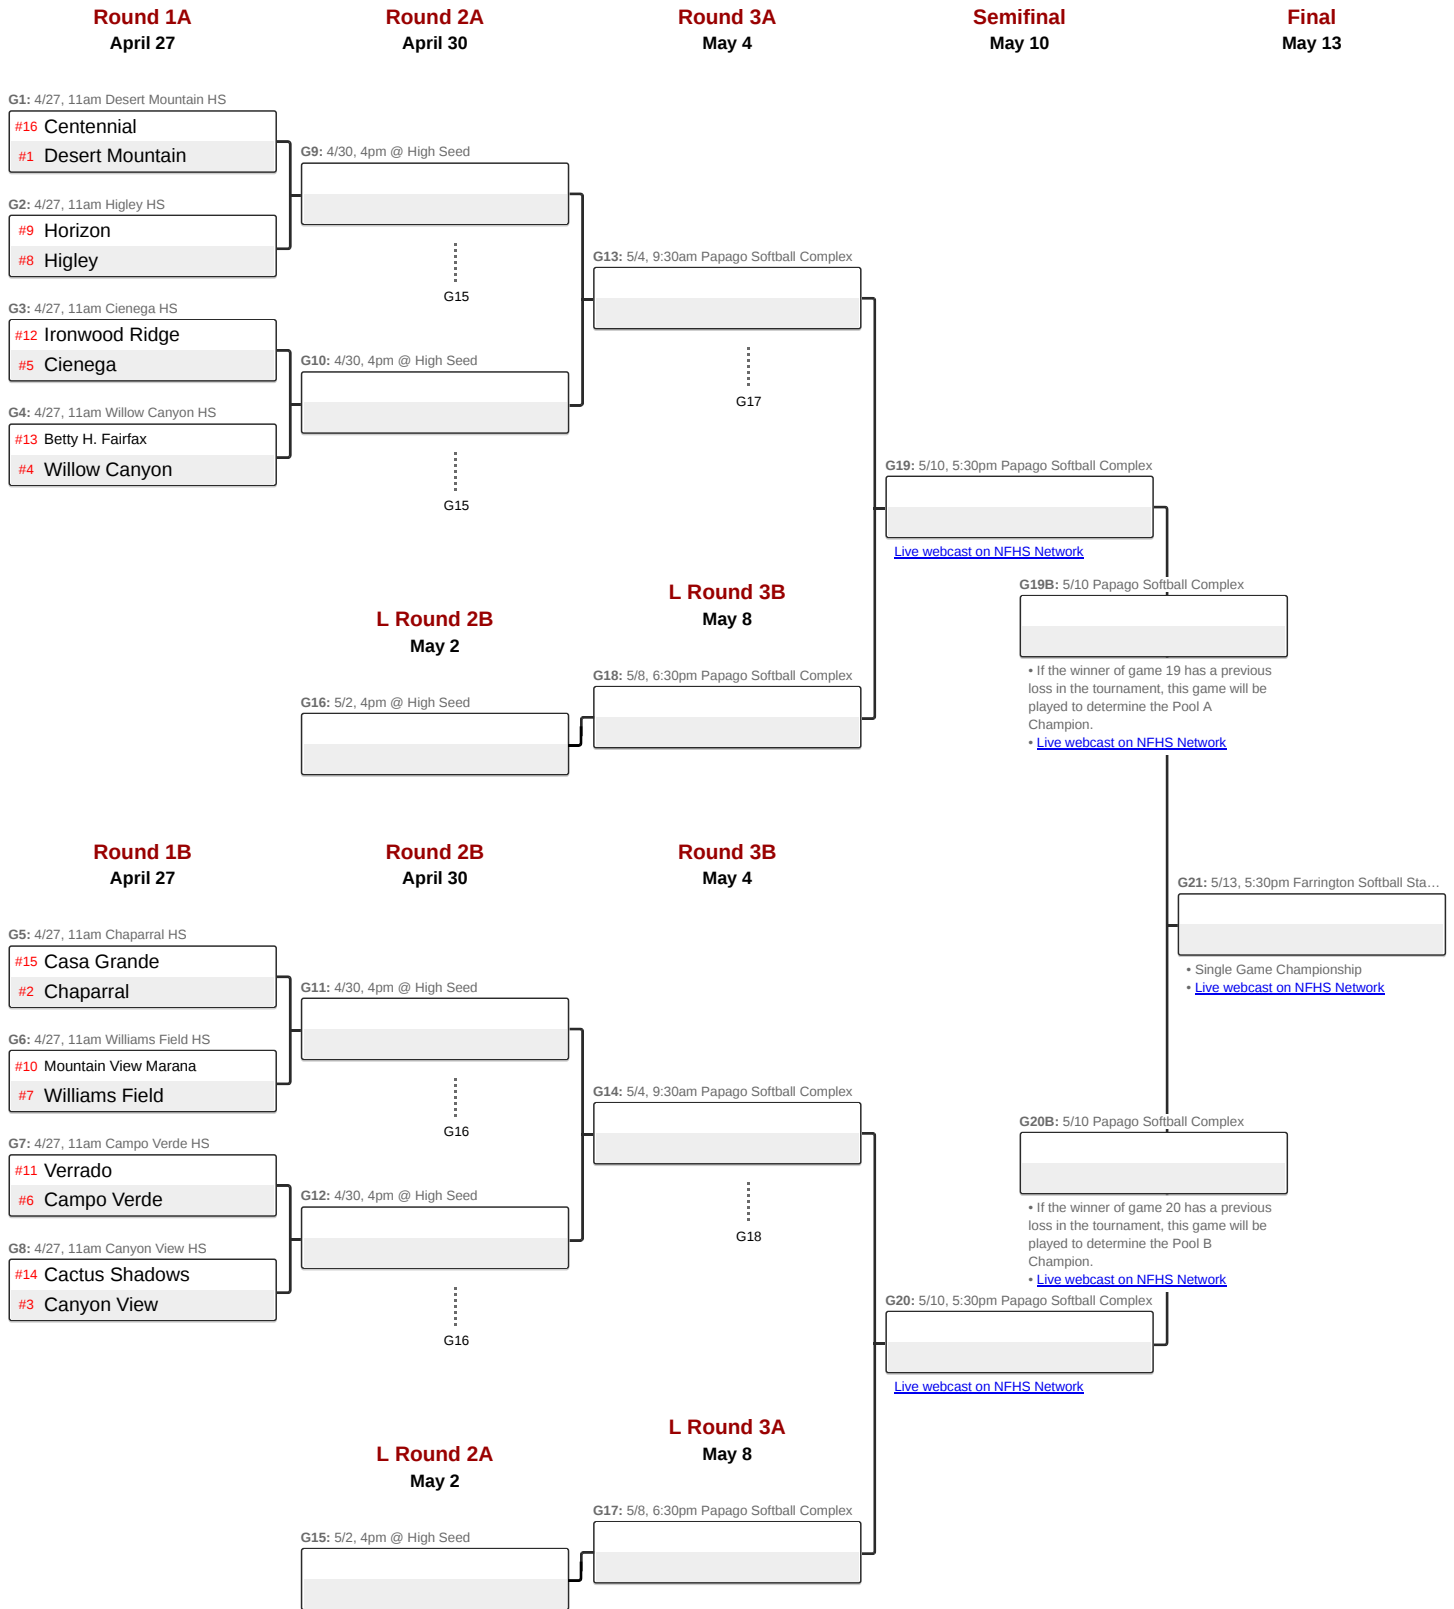 Round 1A
April 27
Round 2A
April 30
Round 3A
May 4
Semifinal
May 10
Final
May 13
G1: 4/27, 11am Desert Mountain HS
#16 Centennial
#1 Desert Mountain
G2: 4/27, 11am Higley HS
#9 Horizon
#8 Higley
G3: 4/27, 11am Cienega HS
#12 Ironwood Ridge
#5 Cienega
G4: 4/27, 11am Willow Canyon HS
#13 Betty H. Fairfax
#4 Willow Canyon
G9: 4/30, 4pm @ High Seed
G15
G10: 4/30, 4pm @ High Seed
G15
G13: 5/4, 9:30am Papago Softball Complex
G17
G19: 5/10, 5:30pm Papago Softball Complex
Live webcast on NFHS Network
G19B: 5/10 Papago Softball Complex
• If the winner of game 19 has a previous
loss in the tournament, this game will be
played to determine the Pool A
Champion.
• Live webcast on NFHS Network
L Round 2B
May 2
L Round 3B
May 8
G16: 5/2, 4pm @ High Seed
G18: 5/8, 6:30pm Papago Softball Complex
Round 1B
April 27
Round 2B
April 30
Round 3B
May 4
G21: 5/13, 5:30pm Farrington Softball Sta...
• Single Game Championship
• Live webcast on NFHS Network
G5: 4/27, 11am Chaparral HS
#15 Casa Grande
#2 Chaparral
G6: 4/27, 11am Williams Field HS
#10 Mountain View Marana
#7 Williams Field
G7: 4/27, 11am Campo Verde HS
#11 Verrado
#6 Campo Verde
G8: 4/27, 11am Canyon View HS
#14 Cactus Shadows
#3 Canyon View
G11: 4/30, 4pm @ High Seed
G16
G12: 4/30, 4pm @ High Seed
G16
G14: 5/4, 9:30am Papago Softball Complex
G18
G20B: 5/10 Papago Softball Complex
• If the winner of game 20 has a previous
loss in the tournament, this game will be
played to determine the Pool B
Champion.
• Live webcast on NFHS Network
G20: 5/10, 5:30pm Papago Softball Complex
Live webcast on NFHS Network
L Round 2A
May 2
L Round 3A
May 8
G15: 5/2, 4pm @ High Seed
G17: 5/8, 6:30pm Papago Softball Complex